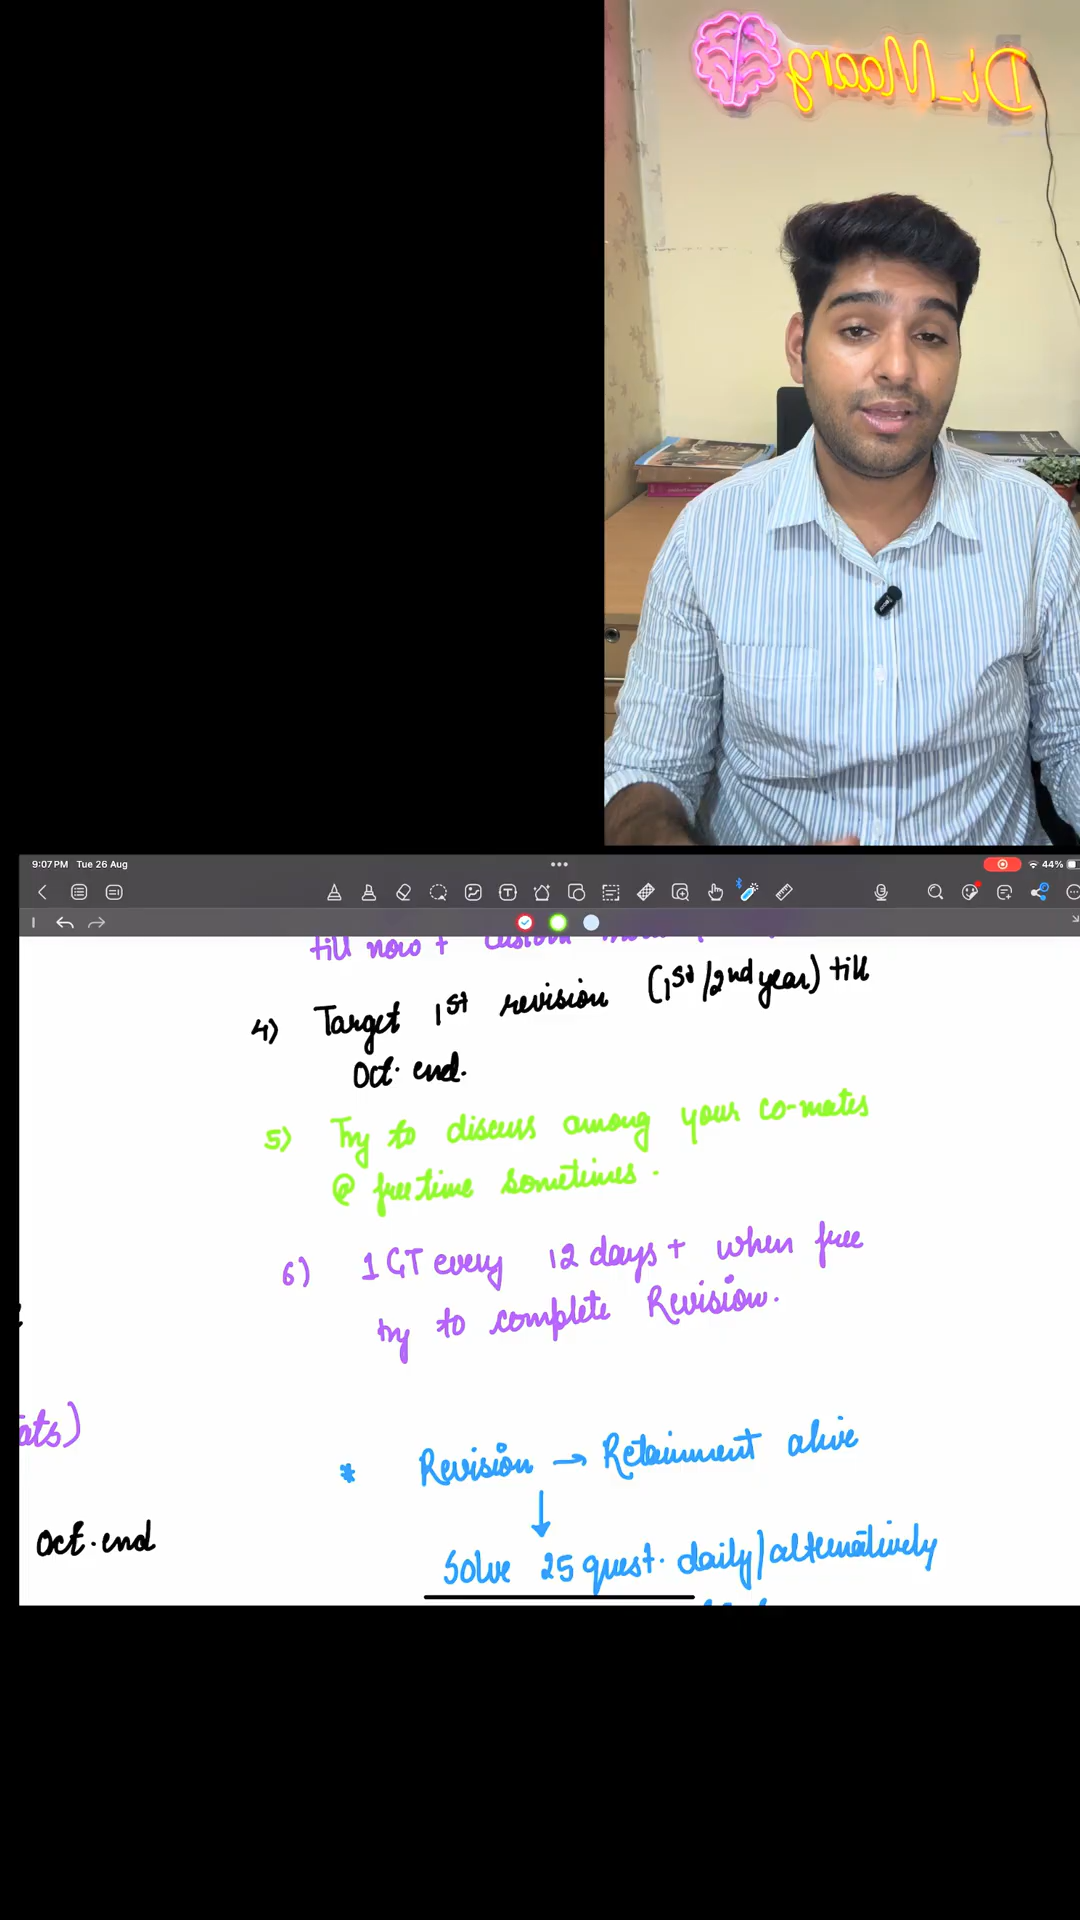 Di_Maarg
9:07 PM Tue 26 Aug
44%
till now + custom
4) Target 1st revision (1st/2nd year) till
Oct. end.
5) Try to discuss among your co-mates
@ free time sometimes.
6) 1 GT every 12 days + when free
try to complete Revision.
ats)
* Revision → Retainment alive
Oct. end
Solve 25 quest. daily/alternatively